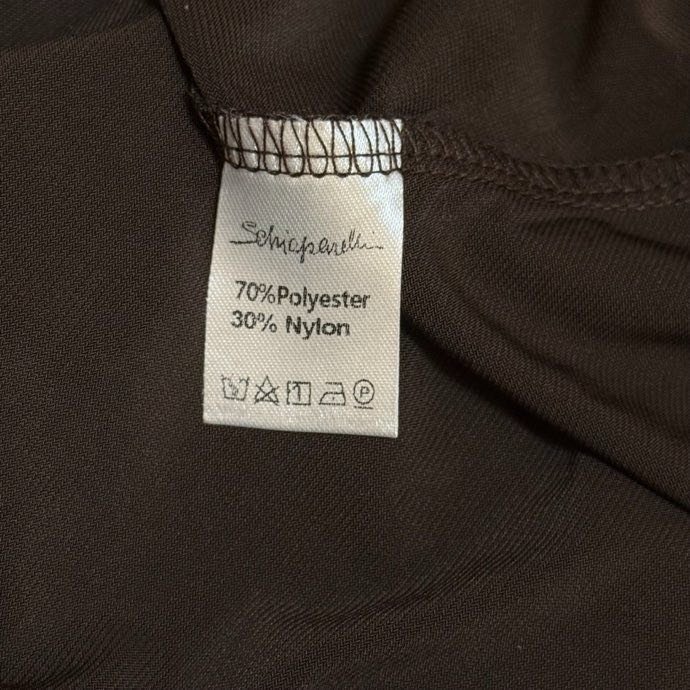 Schiaparelli
70%Polyester
30% Nylon
P